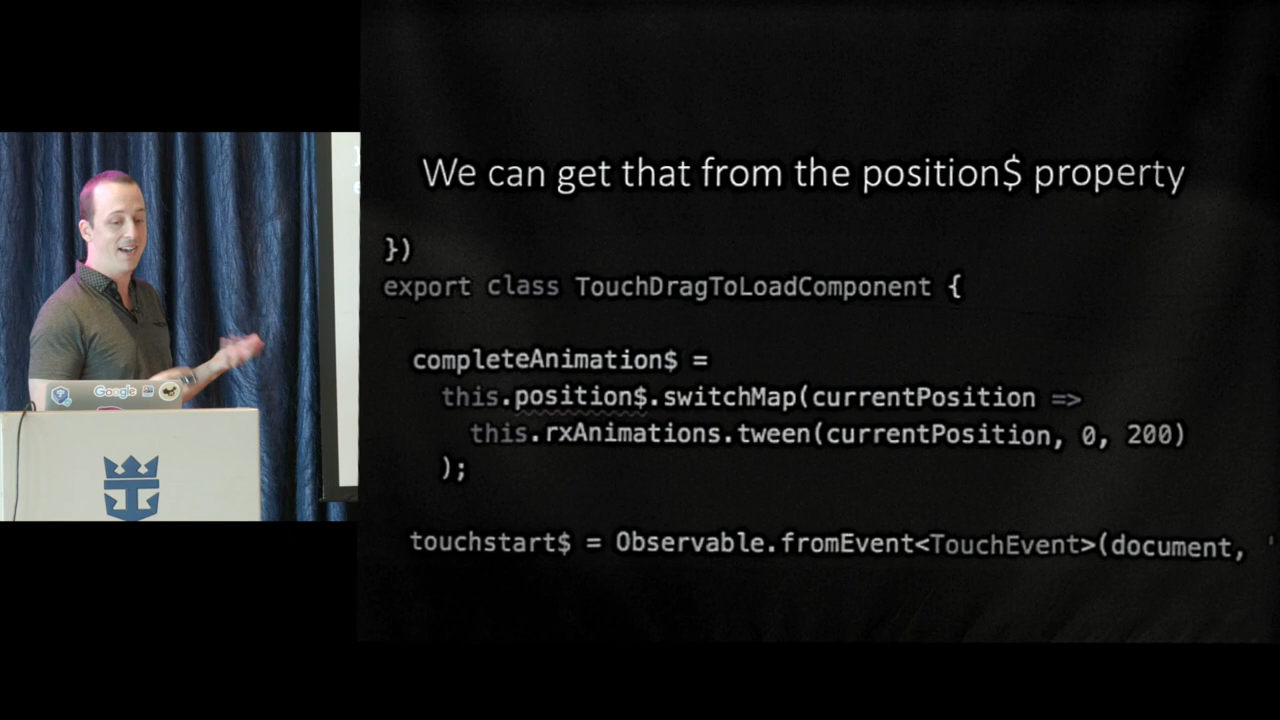 We can get that from the position$ property
})
export class TouchDragToLoadComponent {
completeAnimation$ =
this.position$.switchMap(currentPosition =>
this.rxAnimations.tween(currentPosition, 0, 200)
);
touchstart$ = Observable.fromEvent<TouchEvent>(document, '
Google